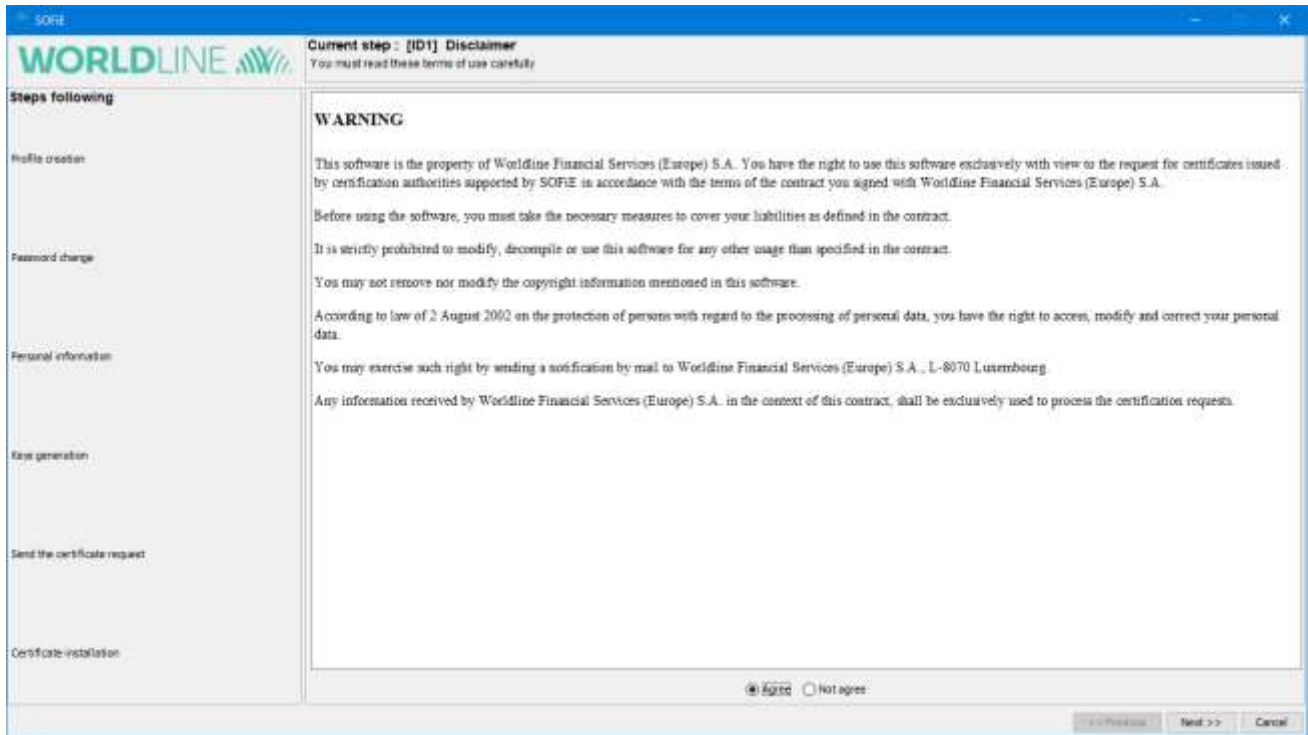 SOFiE
WORLDLINE
Current step : [ID1] Disclaimer
You must read these terms of use carefully
Steps following
Profile creation
Password change
Personal information
Keys generation
Send the certificate request
Certificate installation
WARNING
This software is the property of Worldline Financial Services (Europe) S.A. You have the right to use this software exclusively with view to the request for certificates issued
by certification authorities supported by SOFiE in accordance with the terms of the contract you signed with Worldline Financial Services (Europe) S.A.
Before using the software, you must take the necessary measures to cover your liabilities as defined in the contract.
It is strictly prohibited to modify, decompile or use this software for any other usage than specified in the contract.
You may not remove nor modify the copyright information mentioned in this software.
According to law of 2 August 2002 on the protection of persons with regard to the processing of personal data, you have the right to access, modify and correct your personal
data.
You may exercise such right by sending a notification by mail to Worldline Financial Services (Europe) S.A., L-8070 Luxembourg.
Any information received by Worldline Financial Services (Europe) S.A. in the context of this contract, shall be exclusively used to process the certification requests.
Agree Not agree
<< Previous Next >> Cancel